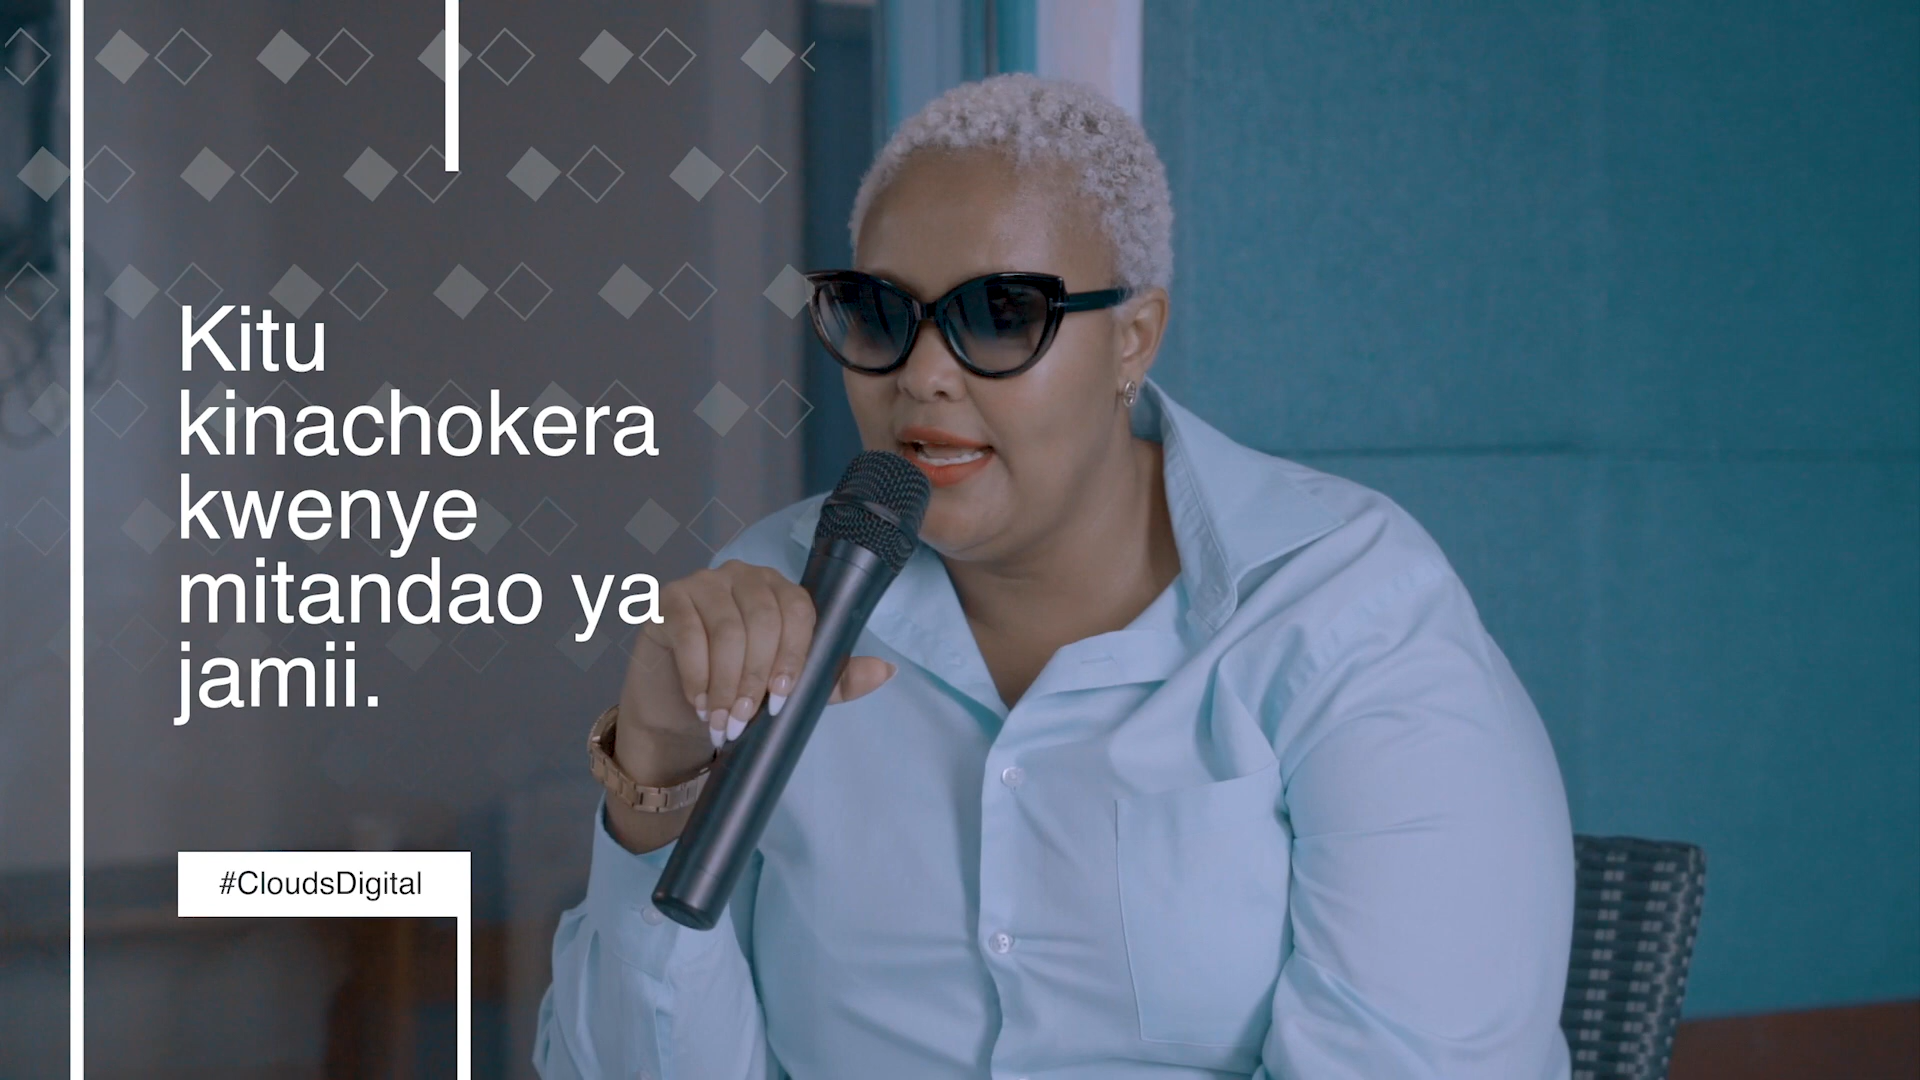 Kitu
kinachokera
kwenye
mitandao ya
jamii.
#CloudsDigital